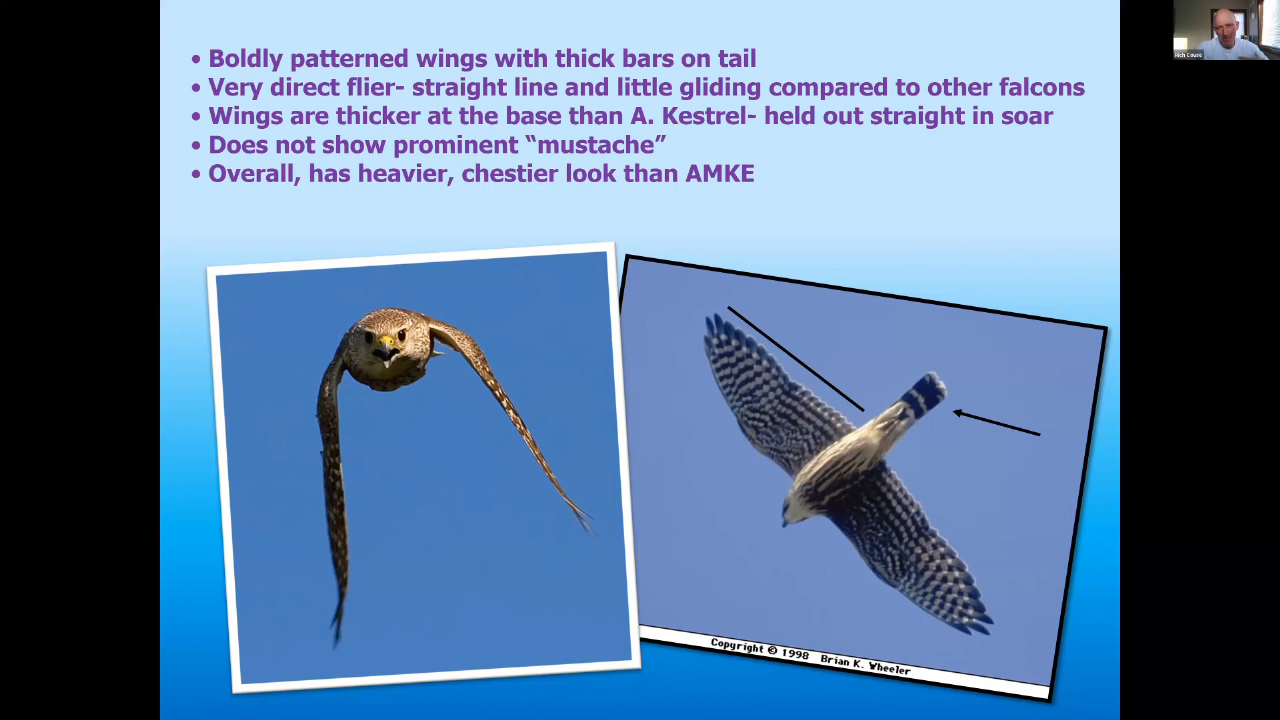 • Boldly patterned wings with thick bars on tail
• Very direct flier- straight line and little gliding compared to other falcons
• Wings are thicker at the base than A. Kestrel- held out straight in soar
• Does not show prominent “mustache”
• Overall, has heavier, chestier look than AMKE
Copyright © 1998 Brian K. Wheeler
Rich Couse